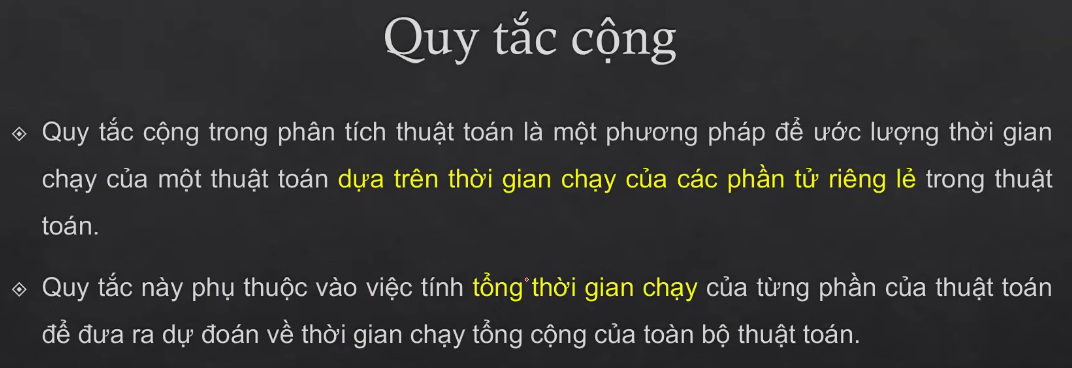 Quy tắc cộng
Quy tắc cộng trong phân tích thuật toán là một phương pháp để ước lượng thời gian
chạy của một thuật toán dựa trên thời gian chạy của các phần tử riêng lẻ trong thuật
toán.
Quy tắc này phụ thuộc vào việc tính tổng thời gian chạy của từng phần của thuật toán
để đưa ra dự đoán về thời gian chạy tổng cộng của toàn bộ thuật toán.